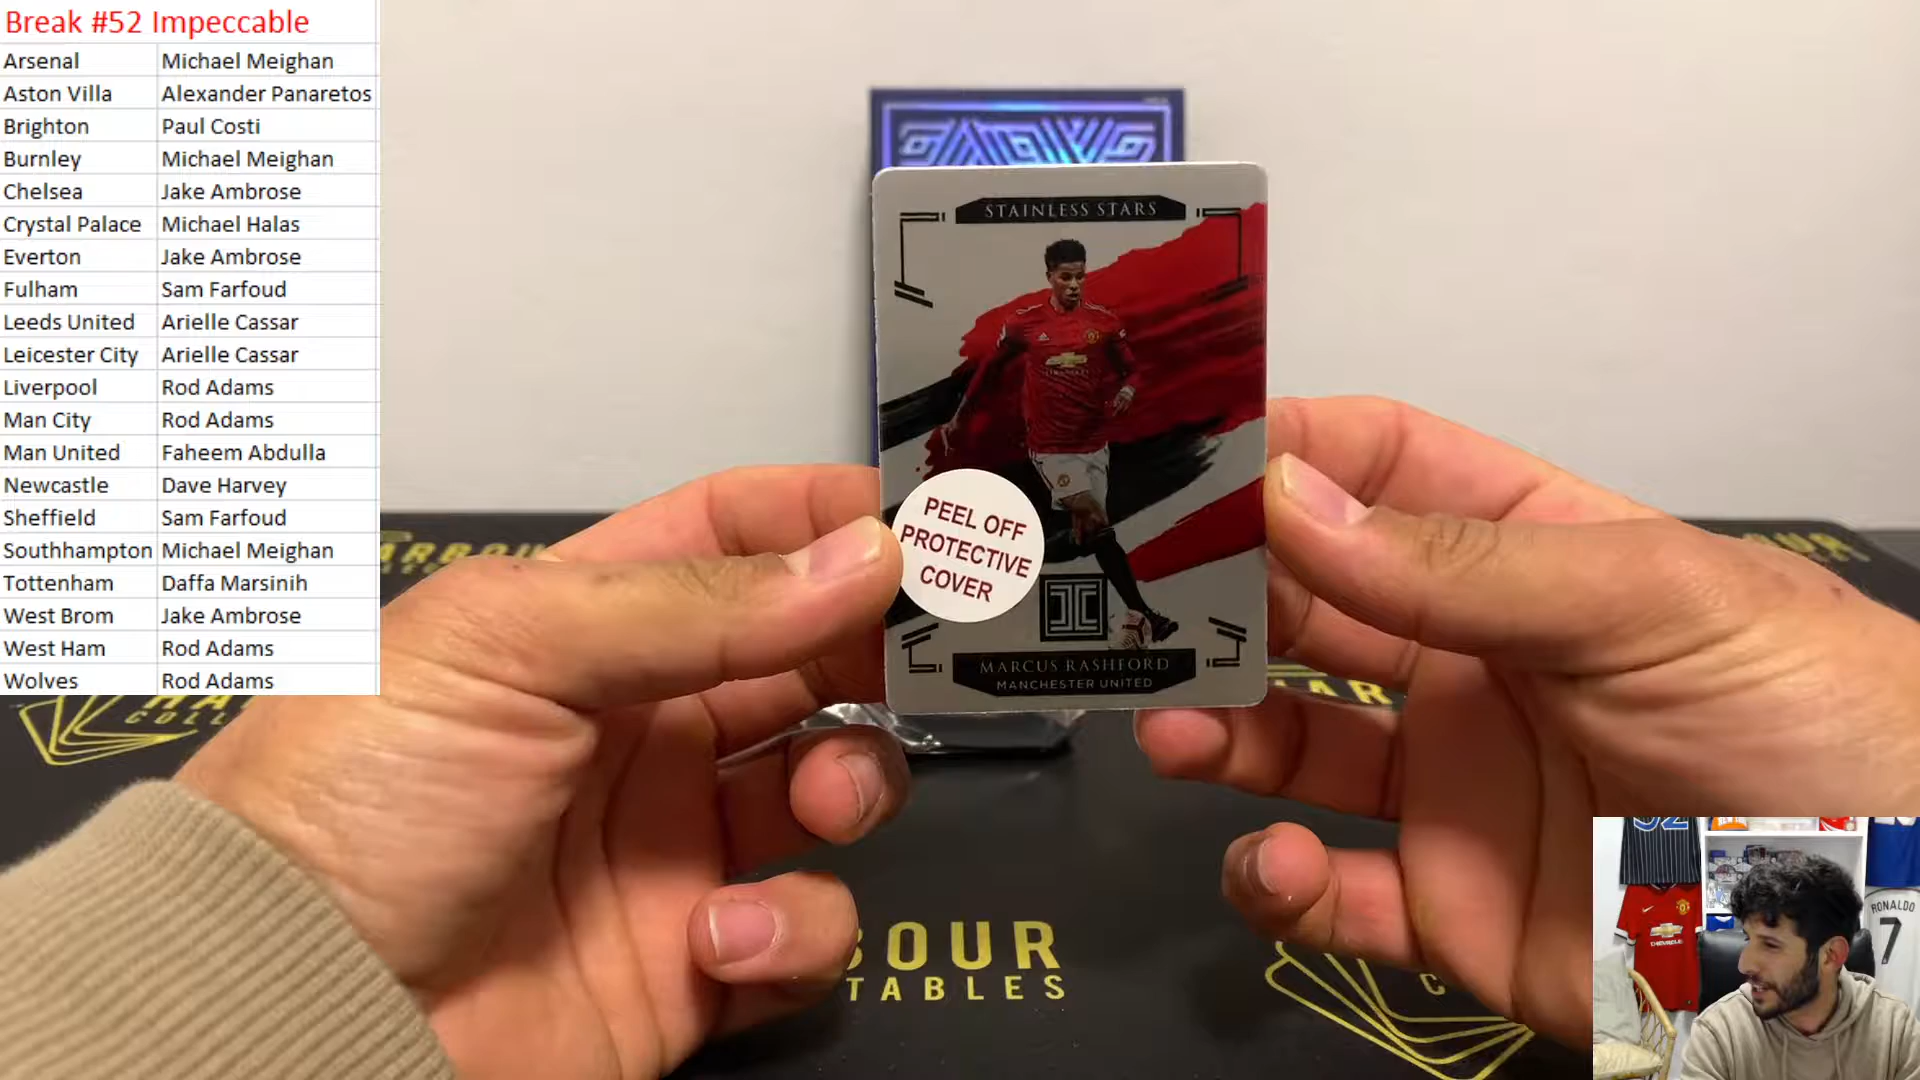 Break #52 Impeccable
Arsenal Michael Meighan
Aston Villa Alexander Panaretos
Brighton Paul Costi
Burnley Michael Meighan
Chelsea Jake Ambrose
Crystal Palace Michael Halas
Everton Jake Ambrose
Fulham Sam Farfoud
Leeds United Arielle Cassar
Leicester City Arielle Cassar
Liverpool Rod Adams
Man City Rod Adams
Man United Faheem Abdulla
Newcastle Dave Harvey
Sheffield Sam Farfoud
Southhampton Michael Meighan
Tottenham Daffa Marsinih
West Brom Jake Ambrose
West Ham Rod Adams
Wolves Rod Adams
STAINLESS STARS
PEEL OFF
PROTECTIVE
COVER
MARCUS RASHFORD
MANCHESTER UNITED
BOUR
TABLES
RONALDO
7